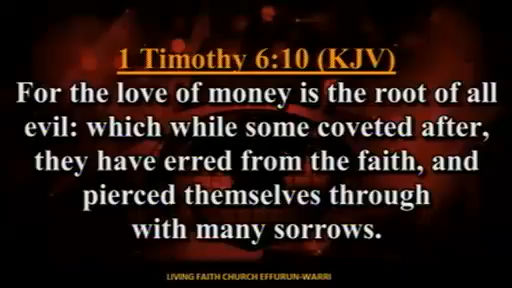 1 Timothy 6:10 (KJV)
For the love of money is the root of all
evil: which while some coveted after,
they have erred from the faith, and
pierced themselves through
with many sorrows.
LIVING FAITH CHURCH EFFURUN-WARRI